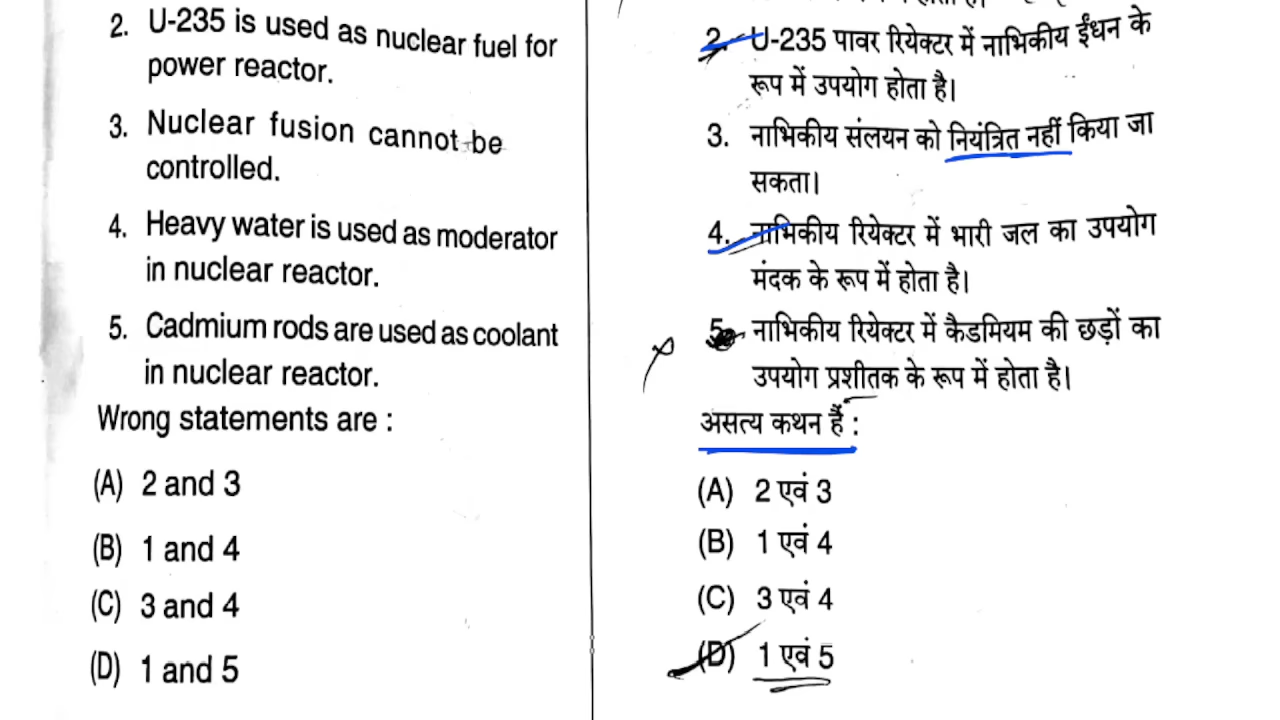 2. U-235 is used as nuclear fuel for
power reactor.
3. Nuclear fusion cannot be
controlled.
4. Heavy water is used as moderator
in nuclear reactor.
5. Cadmium rods are used as coolant
in nuclear reactor.
Wrong statements are :
(A) 2 and 3
(B) 1 and 4
(C) 3 and 4
(D) 1 and 5
2. U-235 पावर रियेक्टर में नाभिकीय ईंधन के
रूप में उपयोग होता है।
3. नाभिकीय संलयन को नियंत्रित नहीं किया जा
सकता।
4. नाभिकीय रियेक्टर में भारी जल का उपयोग
मंदक के रूप में होता है।
5. नाभिकीय रियेक्टर में कैडमियम की छड़ों का
उपयोग प्रशीतक के रूप में होता है।
असत्य कथन हैं :
(A) 2 एवं 3
(B) 1 एवं 4
(C) 3 एवं 4
(D) 1 एवं 5